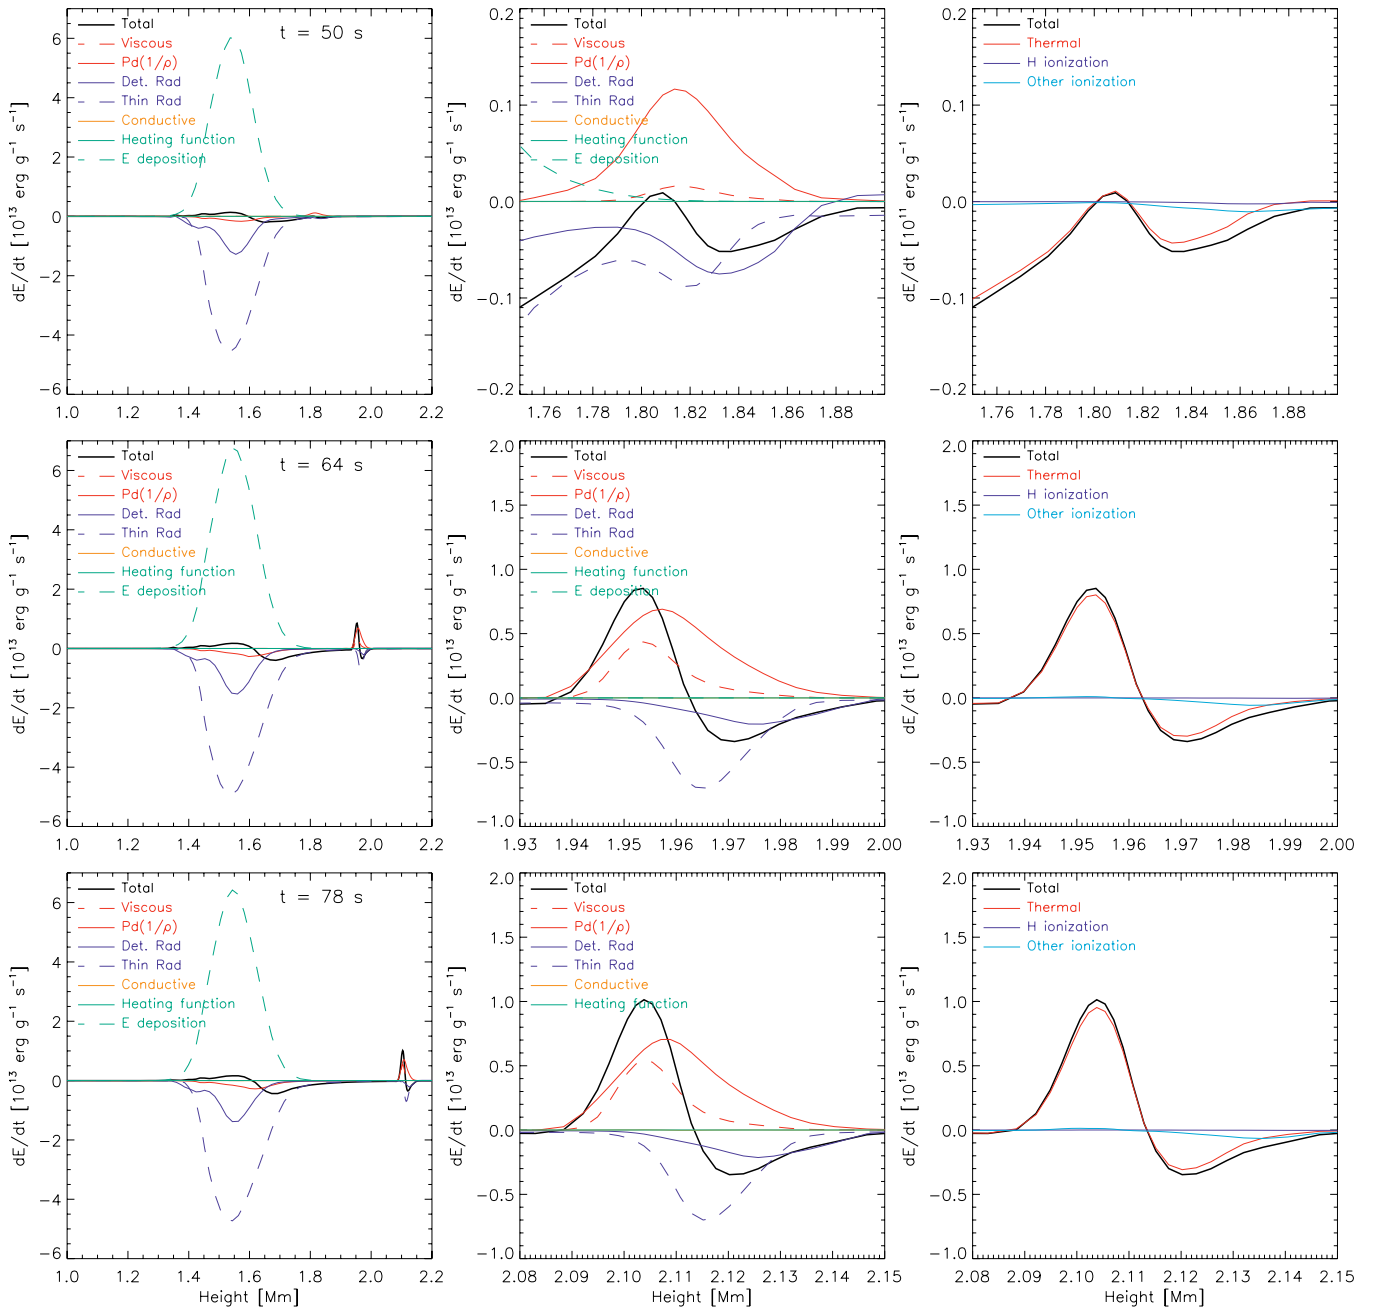 t = 50 s
Total
Viscous
Pd(1/ρ)
Det. Rad
Thin Rad
Conductive
Heating function
E deposition
dE/dt [10¹³ erg g⁻¹ s⁻¹]
6
4
2
0
−2
−4
−6
1.0 1.2 1.4 1.6 1.8 2.0 2.2
Total
Viscous
Pd(1/ρ)
Det. Rad
Thin Rad
Conductive
Heating function
E deposition
dE/dt [10¹³ erg g⁻¹ s⁻¹]
0.2
0.1
0.0
−0.1
−0.2
1.76 1.78 1.80 1.82 1.84 1.86 1.88
Total
Thermal
H ionization
Other ionization
dE/dt [10¹¹ erg g⁻¹ s⁻¹]
0.2
0.1
0.0
−0.1
−0.2
1.76 1.78 1.80 1.82 1.84 1.86 1.88
t = 64 s
Total
Viscous
Pd(1/ρ)
Det. Rad
Thin Rad
Conductive
Heating function
E deposition
dE/dt [10¹³ erg g⁻¹ s⁻¹]
6
4
2
0
−2
−4
−6
1.0 1.2 1.4 1.6 1.8 2.0 2.2
Total
Viscous
Pd(1/ρ)
Det. Rad
Thin Rad
Conductive
Heating function
E deposition
dE/dt [10¹³ erg g⁻¹ s⁻¹]
2.0
1.5
1.0
0.5
0.0
−0.5
−1.0
1.93 1.94 1.95 1.96 1.97 1.98 1.99 2.00
Total
Thermal
H ionization
Other ionization
dE/dt [10¹³ erg g⁻¹ s⁻¹]
2.0
1.5
1.0
0.5
0.0
−0.5
−1.0
1.93 1.94 1.95 1.96 1.97 1.98 1.99 2.00
t = 78 s
Total
Viscous
Pd(1/ρ)
Det. Rad
Thin Rad
Conductive
Heating function
E deposition
dE/dt [10¹³ erg g⁻¹ s⁻¹]
6
4
2
0
−2
−4
−6
1.0 1.2 1.4 1.6 1.8 2.0 2.2
Height [Mm]
Total
Viscous
Pd(1/ρ)
Det. Rad
Thin Rad
Conductive
Heating function
dE/dt [10¹³ erg g⁻¹ s⁻¹]
2.0
1.5
1.0
0.5
0.0
−0.5
−1.0
2.08 2.09 2.10 2.11 2.12 2.13 2.14 2.15
Height [Mm]
Total
Thermal
H ionization
Other ionization
dE/dt [10¹³ erg g⁻¹ s⁻¹]
2.0
1.5
1.0
0.5
0.0
−0.5
−1.0
2.08 2.09 2.10 2.11 2.12 2.13 2.14 2.15
Height [Mm]